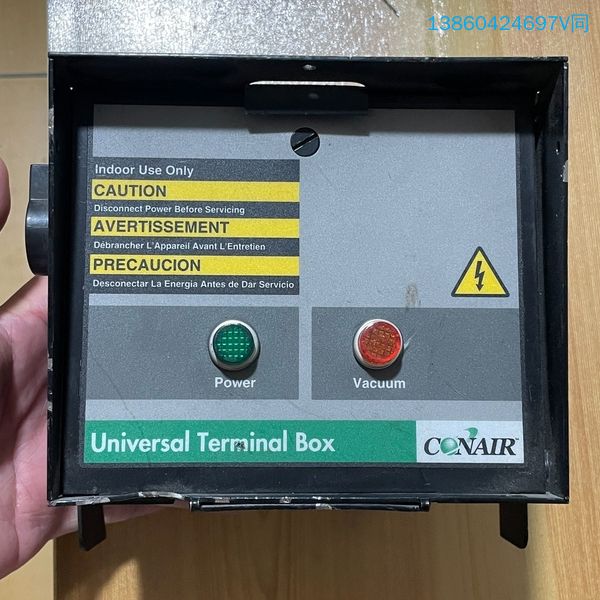 13860424697V同
Indoor Use Only
CAUTION
Disconnect Power Before Servicing
AVERTISSEMENT
Débrancher L'Appareil Avant L'Entretien
PRECAUCION
Desconectar La Energia Antes de Dar Servicio
Power
Vacuum
Universal Terminal Box
CONAIR